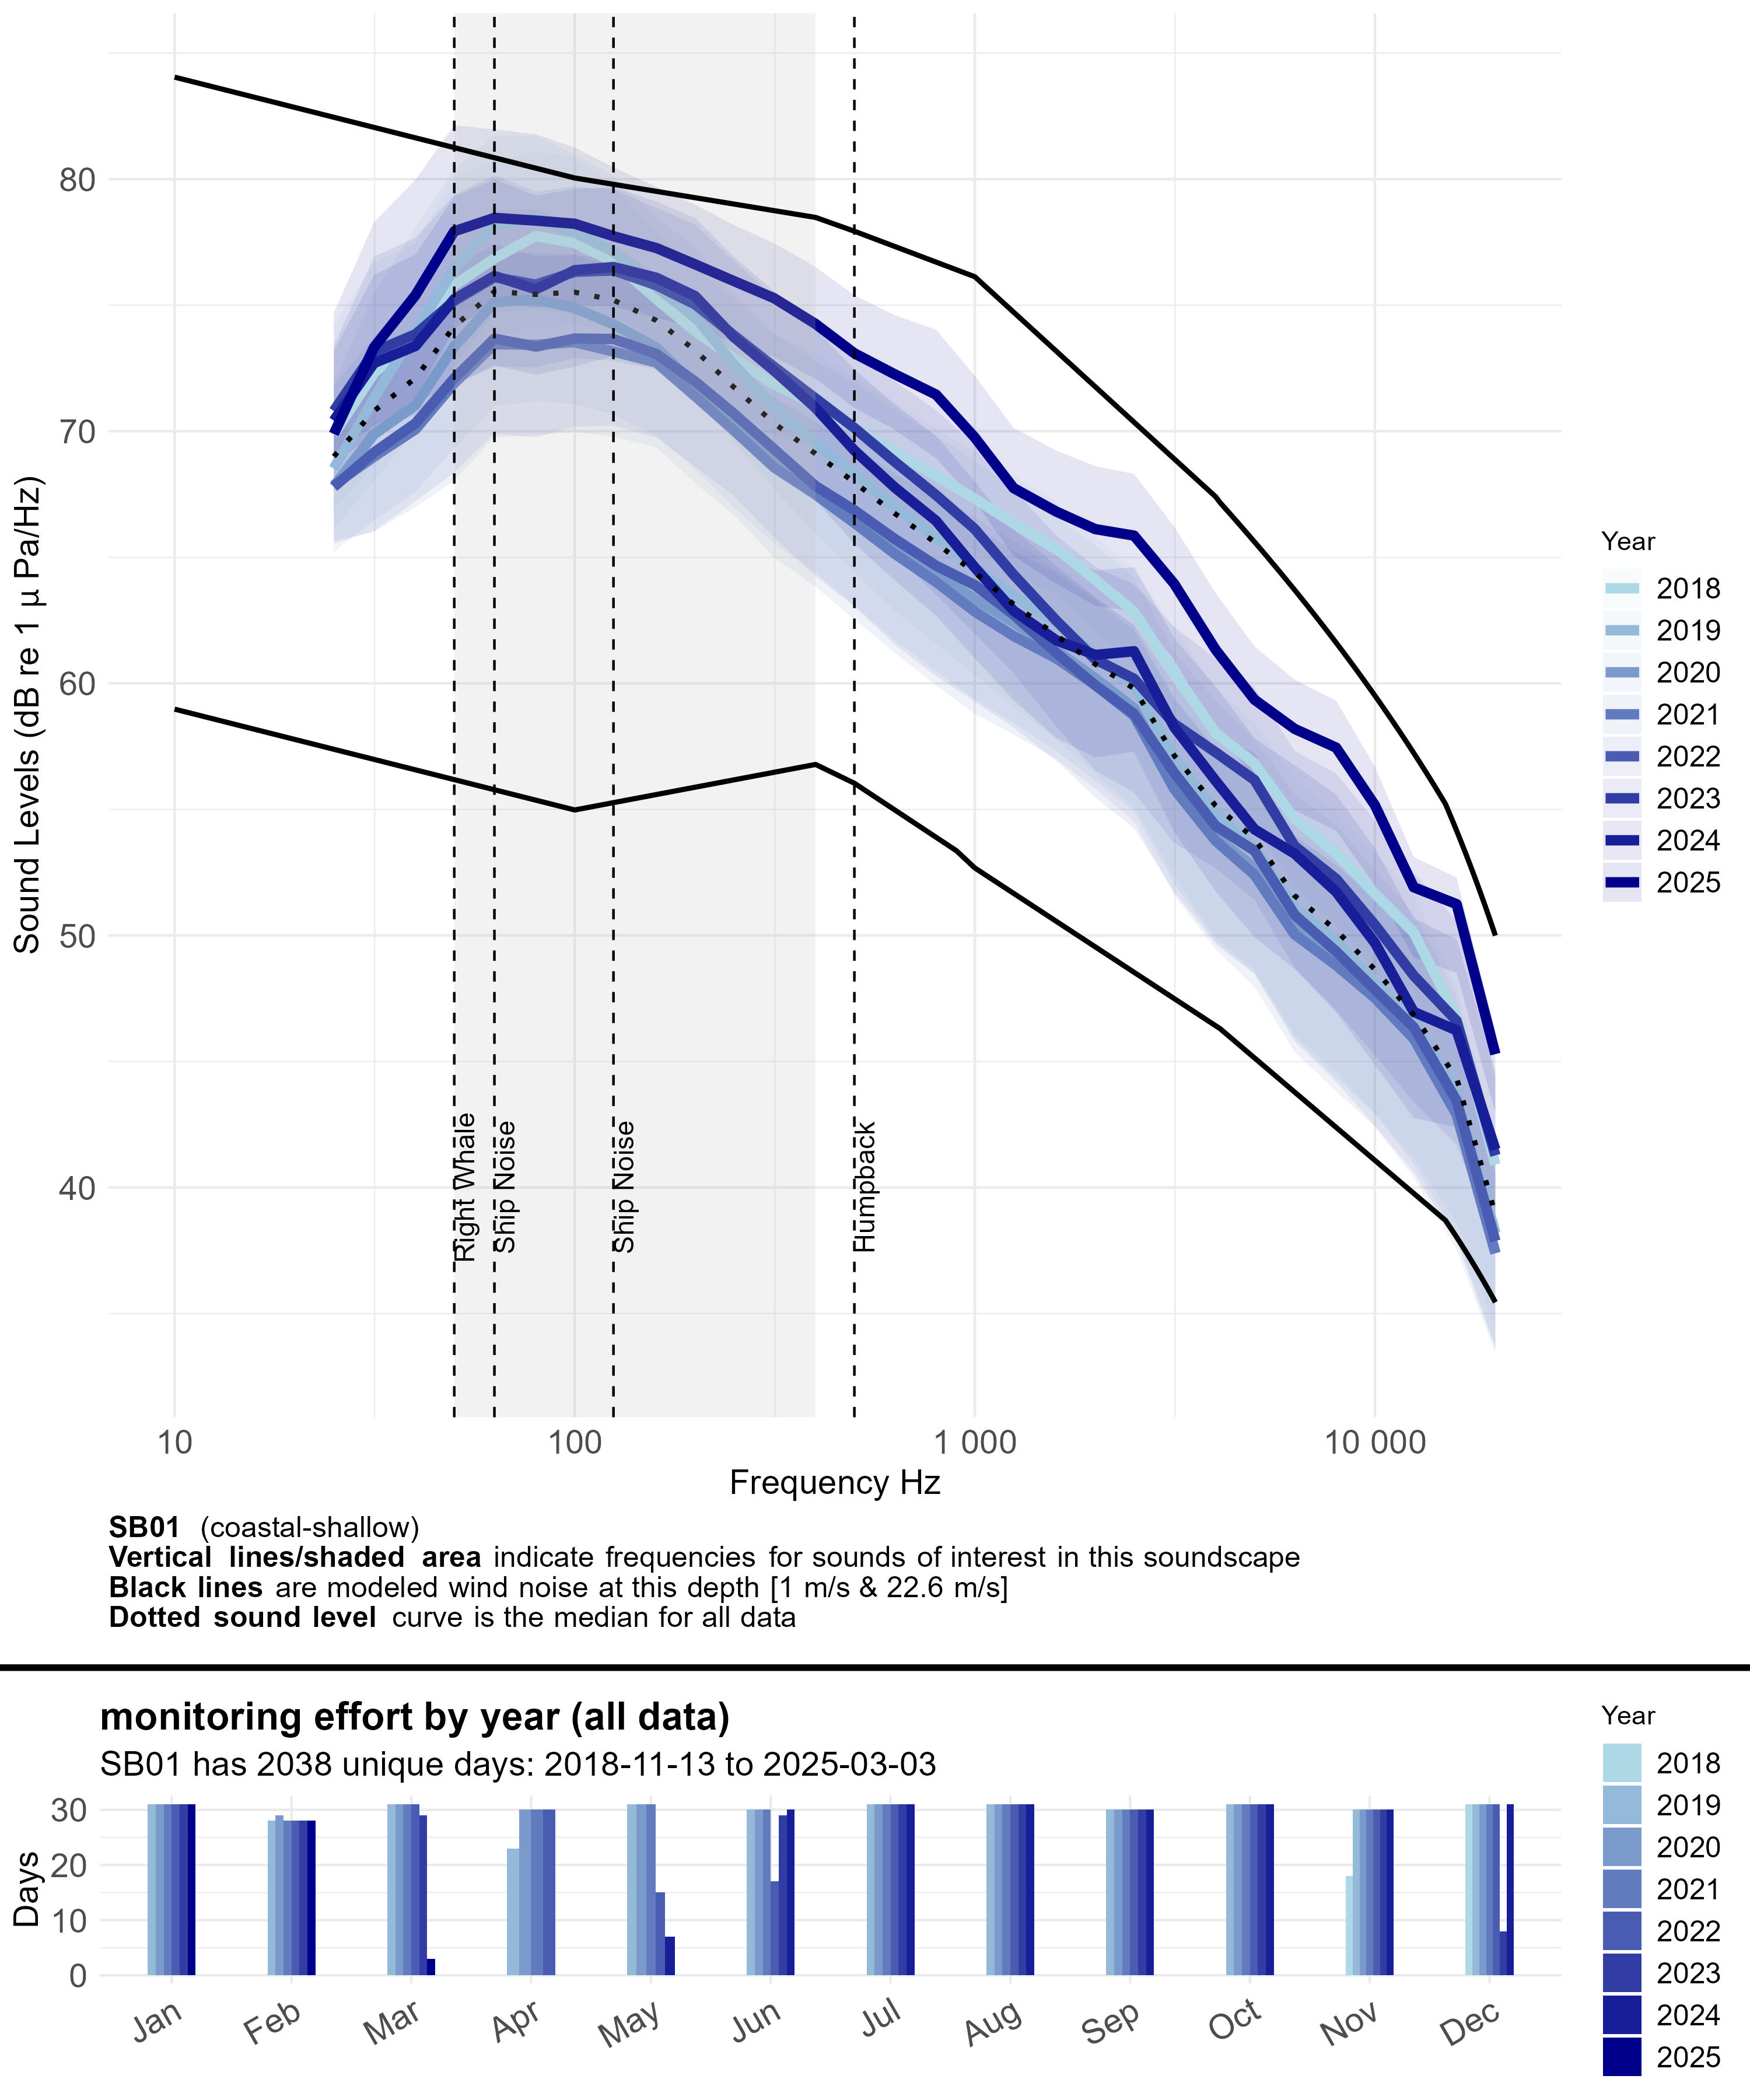 80
70
60
50
40
Sound Levels (dB re 1 µ Pa/Hz)
Right Whale
Ship Noise
Ship Noise
Humpback
10
100
1 000
10 000
Frequency Hz
Year
2018
2019
2020
2021
2022
2023
2024
2025
SB01 (coastal-shallow)
Vertical lines/shaded area indicate frequencies for sounds of interest in this soundscape
Black lines are modeled wind noise at this depth [1 m/s & 22.6 m/s]
Dotted sound level curve is the median for all data
monitoring effort by year (all data)
SB01 has 2038 unique days: 2018-11-13 to 2025-03-03
30
20
10
0
Days
Jan
Feb
Mar
Apr
May
Jun
Jul
Aug
Sep
Oct
Nov
Dec
Year
2018
2019
2020
2021
2022
2023
2024
2025